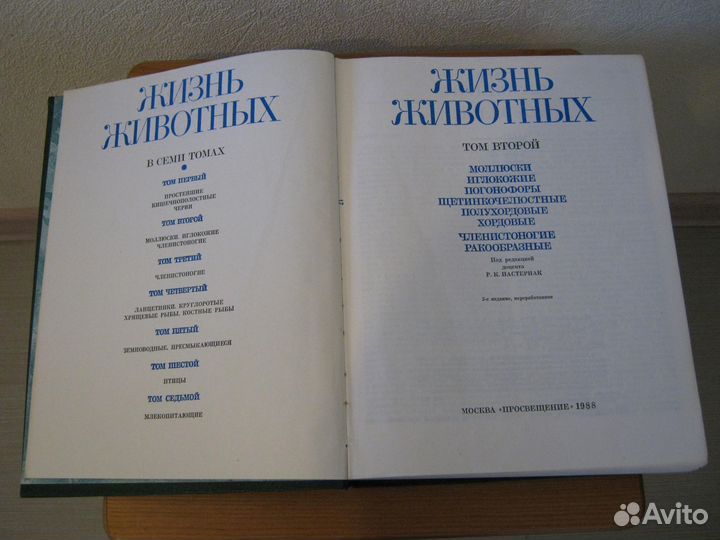 ЖИЗНЬ
ЖИВОТНЫХ
В СЕМИ ТОМАХ
ТОМ ПЕРВЫЙ
ПРОСТЕЙШИЕ
КИШЕЧНОПОЛОСТНЫЕ
ЧЕРВИ
ТОМ ВТОРОЙ
МОЛЛЮСКИ. ИГЛОКОЖИЕ
ЧЛЕНИСТОНОГИЕ
ТОМ ТРЕТИЙ
ЧЛЕНИСТОНОГИЕ
ТОМ ЧЕТВЕРТЫЙ
ЛАНЦЕТНИКИ. КРУГЛОРОТЫЕ
ХРЯЩЕВЫЕ РЫБЫ. КОСТНЫЕ РЫБЫ
ТОМ ПЯТЫЙ
ЗЕМНОВОДНЫЕ. ПРЕСМЫКАЮЩИЕСЯ
ТОМ ШЕСТОЙ
ПТИЦЫ
ТОМ СЕДЬМОЙ
МЛЕКОПИТАЮЩИЕ
ЖИЗНЬ
ЖИВОТНЫХ
ТОМ ВТОРОЙ
МОЛЛЮСКИ
ИГЛОКОЖИЕ
ПОГОНОФОРЫ
ЩЕТИНКОЧЕЛЮСТНЫЕ
ПОЛУХОРДОВЫЕ
ХОРДОВЫЕ
ЧЛЕНИСТОНОГИЕ
РАКООБРАЗНЫЕ
Под редакцией
доцента
Р. К. ПАСТЕРНАК
2-е издание, переработанное
МОСКВА «ПРОСВЕЩЕНИЕ» 1988
Avito